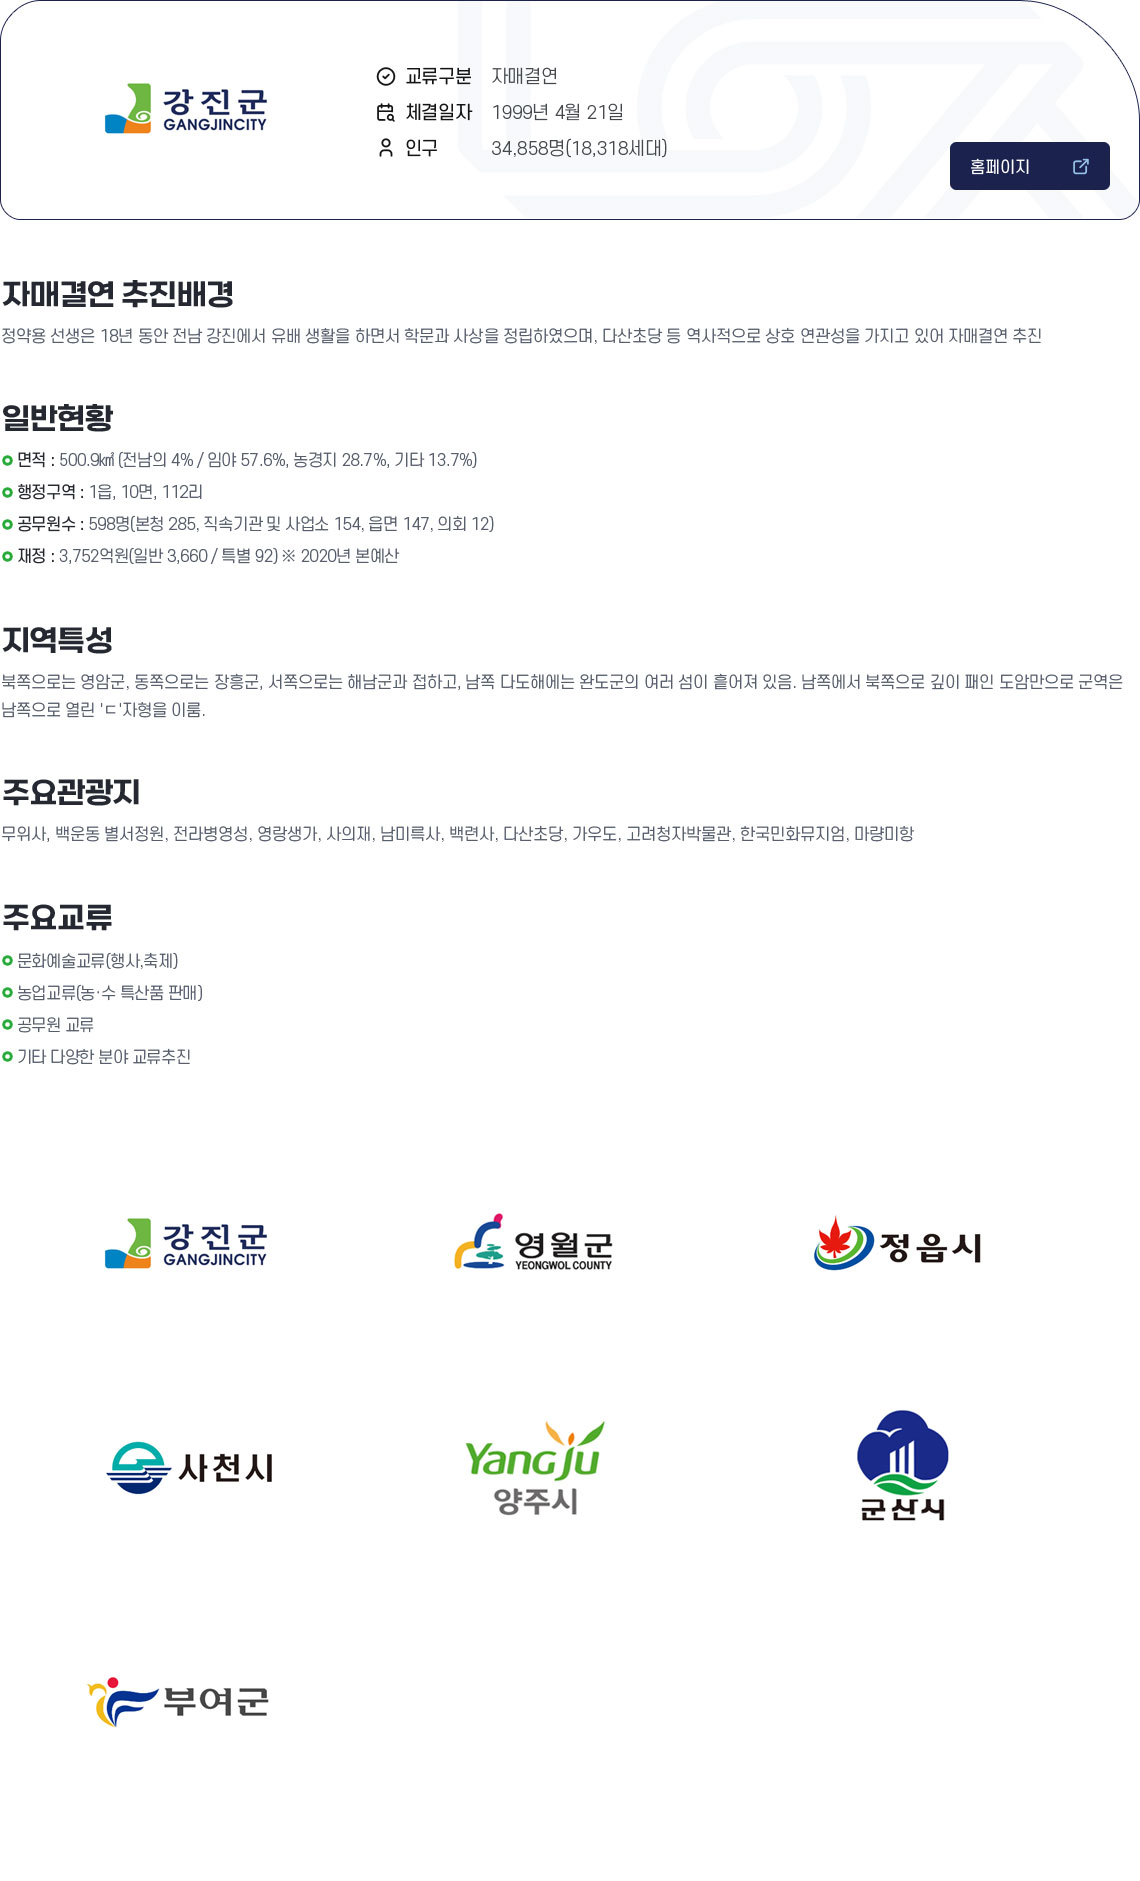 강진군
GANGJINCITY
교류구분 자매결연
체결일자 1999년 4월 21일
인구 34,858명(18,318세대)
홈페이지
자매결연 추진배경
정약용 선생은 18년 동안 전남 강진에서 유배 생활을 하면서 학문과 사상을 정립하였으며, 다산초당 등 역사적으로 상호 연관성을 가지고 있어 자매결연 추진
일반현황
면적 : 500.9㎢ (전남의 4% / 임야 57.6%, 농경지 28.7%, 기타 13.7%)
행정구역 : 1읍, 10면, 112리
공무원수 : 598명(본청 285, 직속기관 및 사업소 154, 읍면 147, 의회 12)
재정 : 3,752억원(일반 3,660 / 특별 92) ※ 2020년 본예산
지역특성
북쪽으로는 영암군, 동쪽으로는 장흥군, 서쪽으로는 해남군과 접하고, 남쪽 다도해에는 완도군의 여러 섬이 흩어져 있음. 남쪽에서 북쪽으로 깊이 패인 도암만으로 군역은
남쪽으로 열린 'ㄷ'자형을 이룸.
주요관광지
무위사, 백운동 별서정원, 전라병영성, 영랑생가, 사의재, 남미륵사, 백련사, 다산초당, 가우도, 고려청자박물관, 한국민화뮤지엄, 마량미항
주요교류
문화예술교류(행사,축제)
농업교류(농·수 특산품 판매)
공무원 교류
기타 다양한 분야 교류추진
강진군
GANGJINCITY
영월군
YEONGWOL COUNTY
정읍시
사천시
Yangju
양주시
군산시
부여군